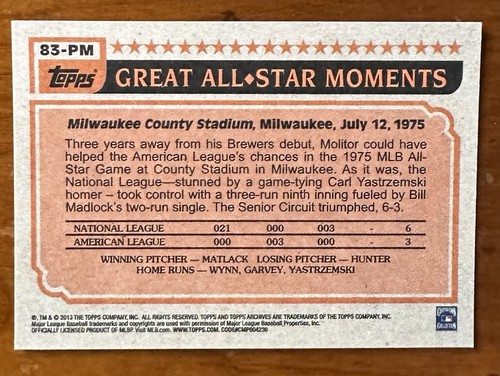 83-PM
Topps GREAT ALL◆STAR MOMENTS
Milwaukee County Stadium, Milwaukee, July 12, 1975
Three years away from his Brewers debut, Molitor could have
helped the American League's chances in the 1975 MLB All-
Star Game at County Stadium in Milwaukee. As it was, the
National League—stunned by a game-tying Carl Yastrzemski
homer – took control with a three-run ninth inning fueled by Bill
Madlock's two-run single. The Senior Circuit triumphed, 6-3.
NATIONAL LEAGUE 021 000 003 - 6
AMERICAN LEAGUE 000 003 000 - 3
WINNING PITCHER – MATLACK LOSING PITCHER – HUNTER
HOME RUNS – WYNN, GARVEY, YASTRZEMSKI
®, TM & © 2013 THE TOPPS COMPANY, INC. ALL RIGHTS RESERVED. TOPPS AND TOPPS ARCHIVES ARE TRADEMARKS OF THE TOPPS COMPANY, INC.
Major League Baseball trademarks and copyrights are used with permission of Major League Baseball Properties, Inc.
OFFICIALLY LICENSED PRODUCT OF MLBP. Visit MLB.com. WWW.TOPPS.COM. CODE#CMP004236